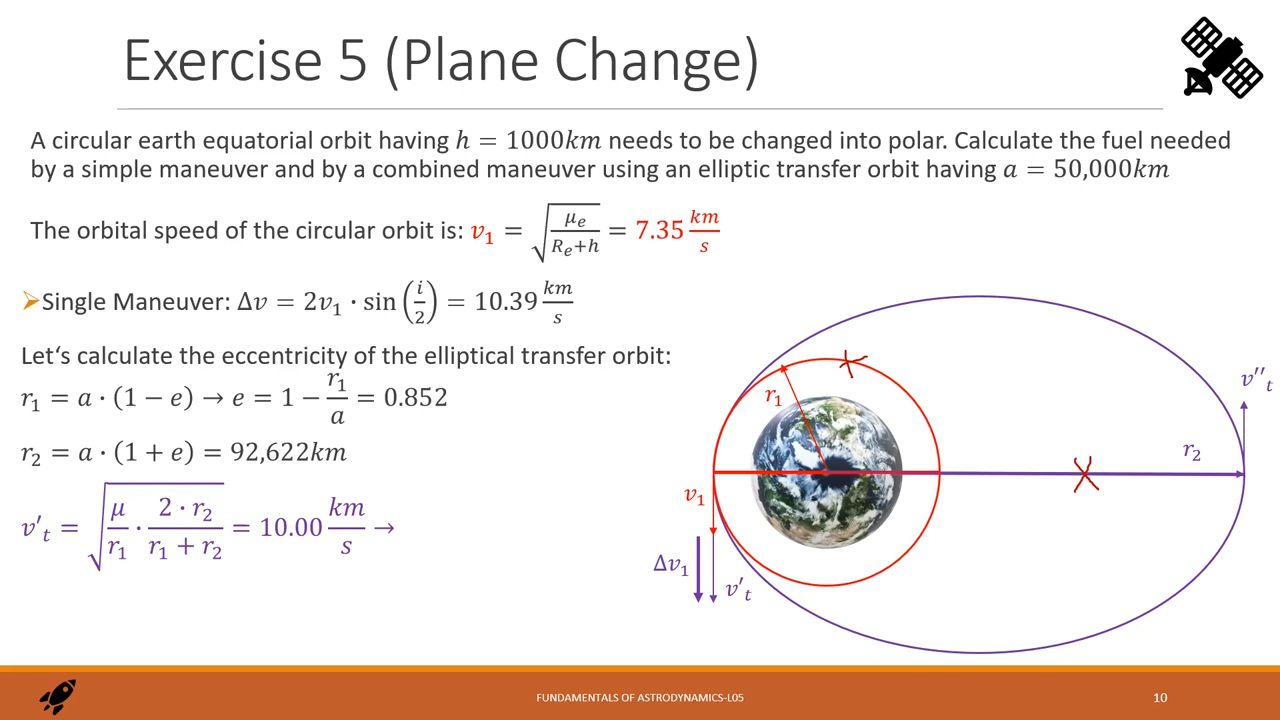 Exercise 5 (Plane Change)
A circular earth equatorial orbit having h = 1000km needs to be changed into polar. Calculate the fuel needed
by a simple maneuver and by a combined maneuver using an elliptic transfer orbit having a = 50,000km
The orbital speed of the circular orbit is: v₁ = √(μₑ/(Rₑ+h)) = 7.35 km/s
➢Single Maneuver: Δv = 2v₁ · sin(i/2) = 10.39 km/s
Let‘s calculate the eccentricity of the elliptical transfer orbit:
r₁ = a · (1 − e) → e = 1 − r₁/a = 0.852
r₂ = a · (1 + e) = 92,622km
v′ₜ = √(μ/r₁ · 2 · r₂/(r₁ + r₂)) = 10.00 km/s →
r₁
v″ₜ
r₂
v₁
Δv₁
v′ₜ
FUNDAMENTALS OF ASTRODYNAMICS-L05
10